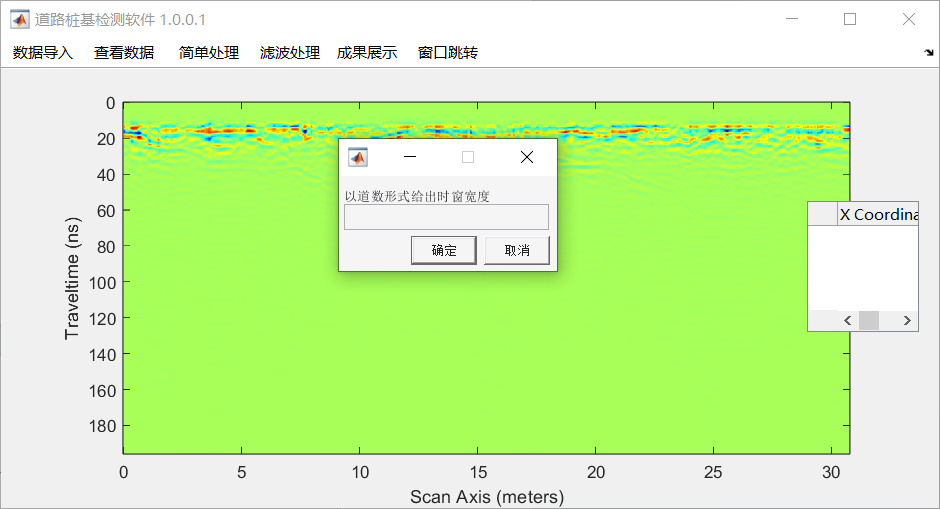 道路桩基检测软件 1.0.0.1
数据导入 查看数据 简单处理 滤波处理 成果展示 窗口跳转
0
20
40
60
80
100
120
140
160
180
Traveltime (ns)
以道数形式给出时窗宽度
确定 取消
X Coordina
0 5 10 15 20 25 30
Scan Axis (meters)